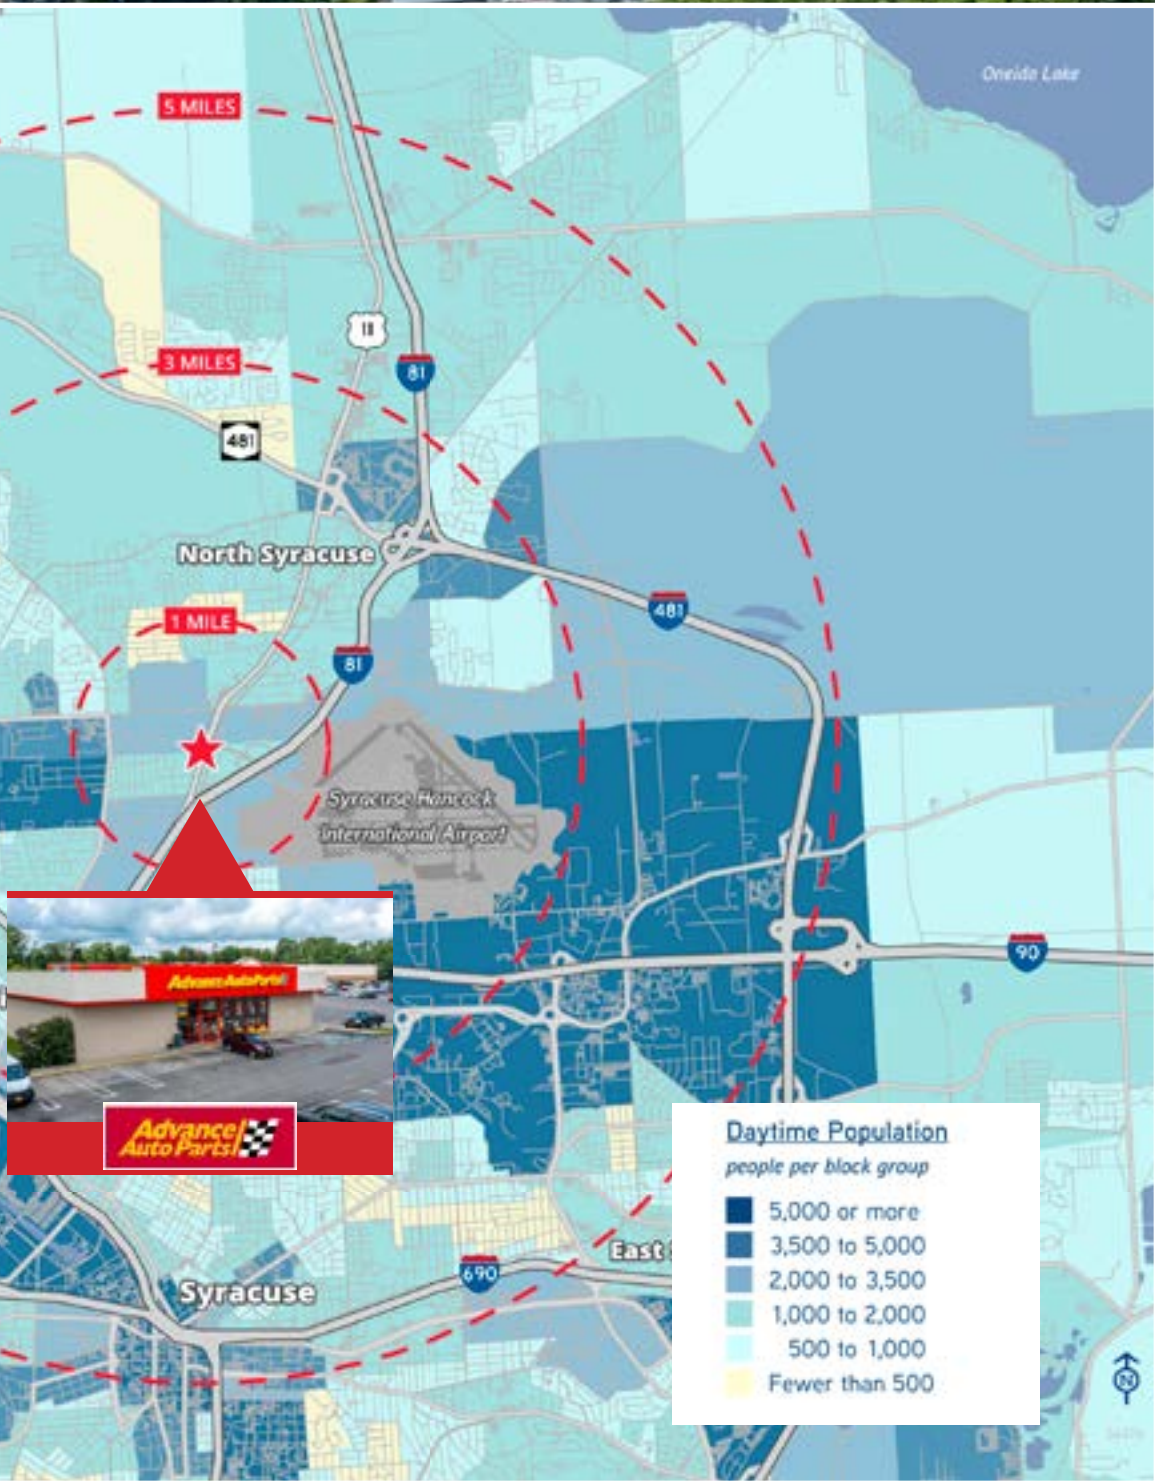 Oneida Lake
5 MILES
11
3 MILES
81
481
North Syracuse
481
1 MILE
81
Syracuse Hancock
International Airport
90
AdvanceAutoParts
Advance
Auto Parts
Daytime Population
people per block group
5,000 or more
3,500 to 5,000
2,000 to 3,500
1,000 to 2,000
500 to 1,000
Fewer than 500
East
690
Syracuse
N